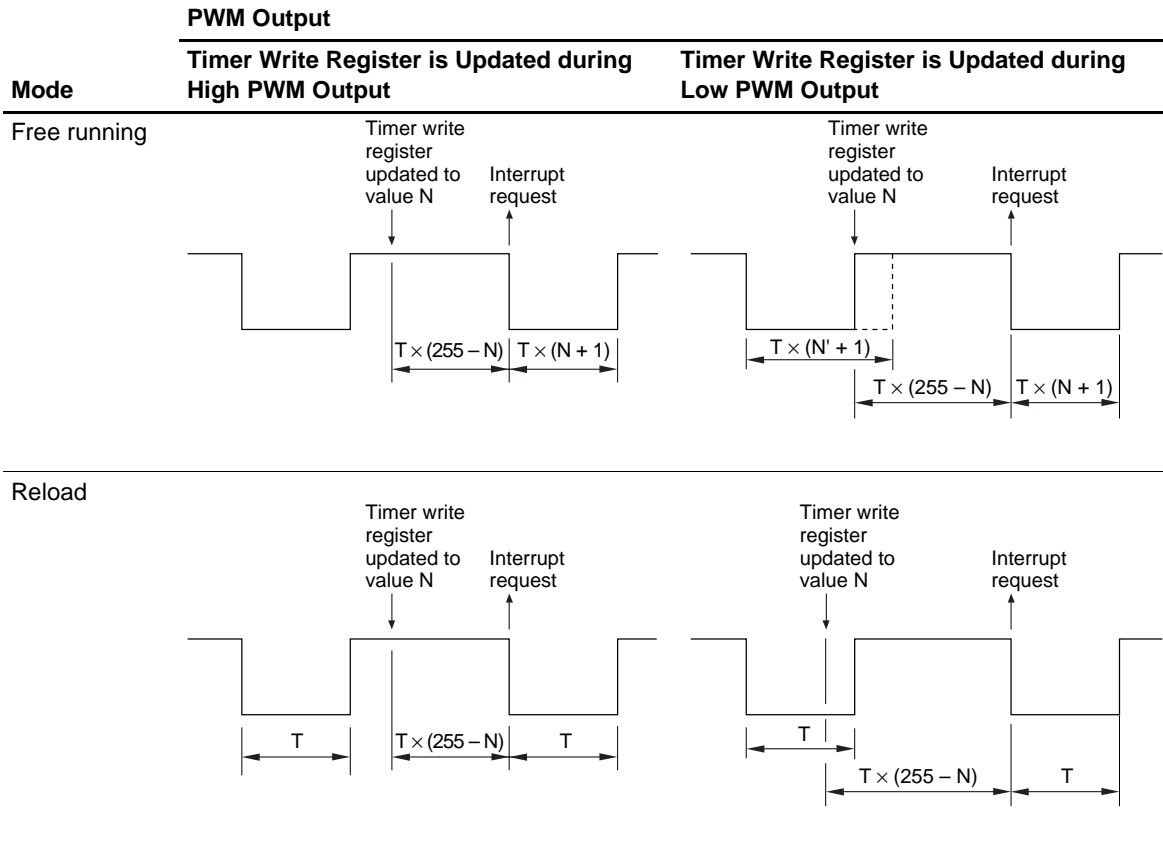 PWM Output
Mode
Timer Write Register is Updated during
High PWM Output
Timer Write Register is Updated during
Low PWM Output
Free running
Timer write
register
updated to
value N
Interrupt
request
T × (255 – N)
T × (N + 1)
Timer write
register
updated to
value N
Interrupt
request
T × (N' + 1)
T × (255 – N)
T × (N + 1)
Reload
Timer write
register
updated to
value N
Interrupt
request
T
T × (255 – N)
T
Timer write
register
updated to
value N
Interrupt
request
T
T × (255 – N)
T